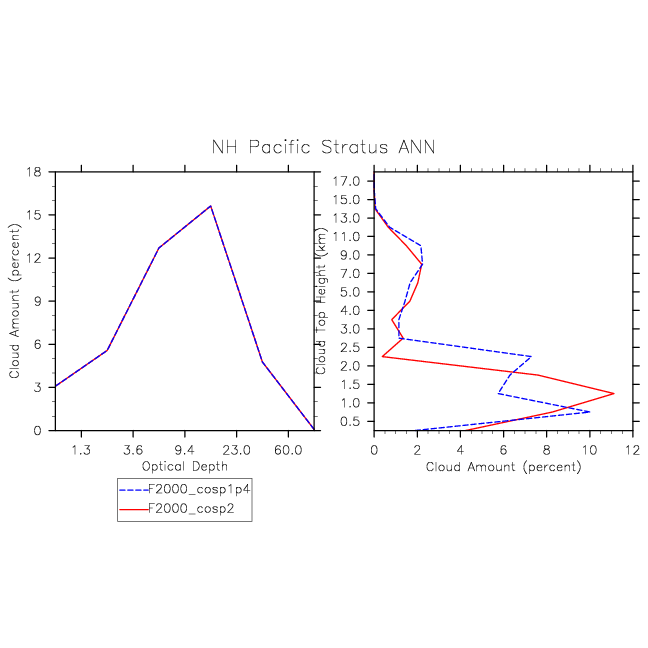 NH Pacific Stratus ANN
Cloud Amount (percent)
18
15
12
9
6
3
0
1.3 3.6 9.4 23.0 60.0
Optical Depth
Cloud Top Height (km)
17.0
15.0
13.0
11.0
9.0
7.0
5.0
4.0
3.0
2.5
2.0
1.5
1.0
0.5
0 2 4 6 8 10 12
Cloud Amount (percent)
F2000_cosp1p4
F2000_cosp2